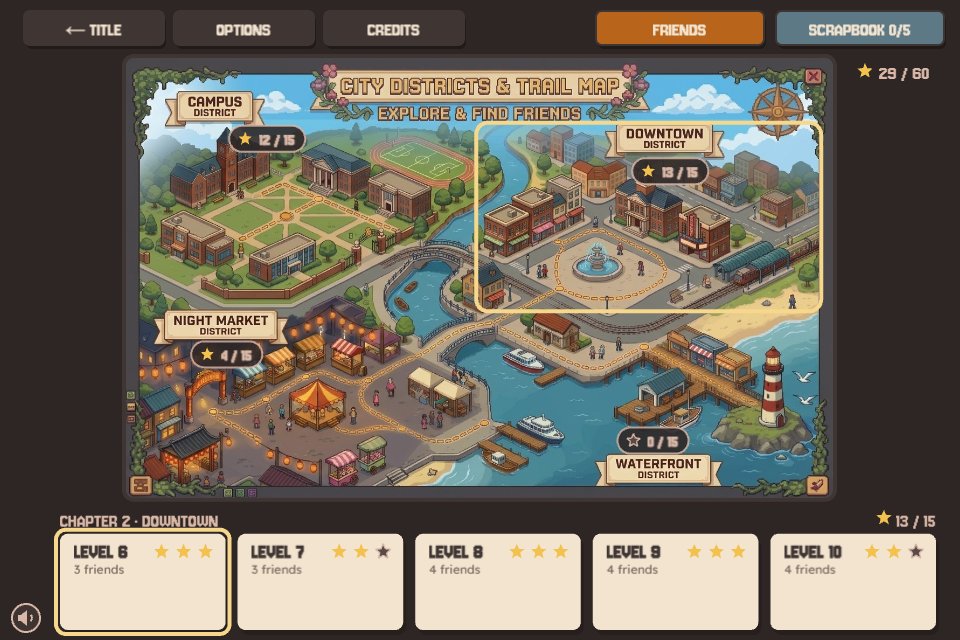 ← TITLE
OPTIONS
CREDITS
FRIENDS
SCRAPBOOK 0/5
29 / 60
CITY DISTRICTS & TRAIL MAP
EXPLORE & FIND FRIENDS
CAMPUS
DISTRICT
12 / 15
DOWNTOWN
DISTRICT
13 / 15
NIGHT MARKET
DISTRICT
4 / 15
0 / 15
WATERFRONT
DISTRICT
CHAPTER 2 · DOWNTOWN
13 / 15
LEVEL 6
3 friends
LEVEL 7
3 friends
LEVEL 8
4 friends
LEVEL 9
4 friends
LEVEL 10
4 friends